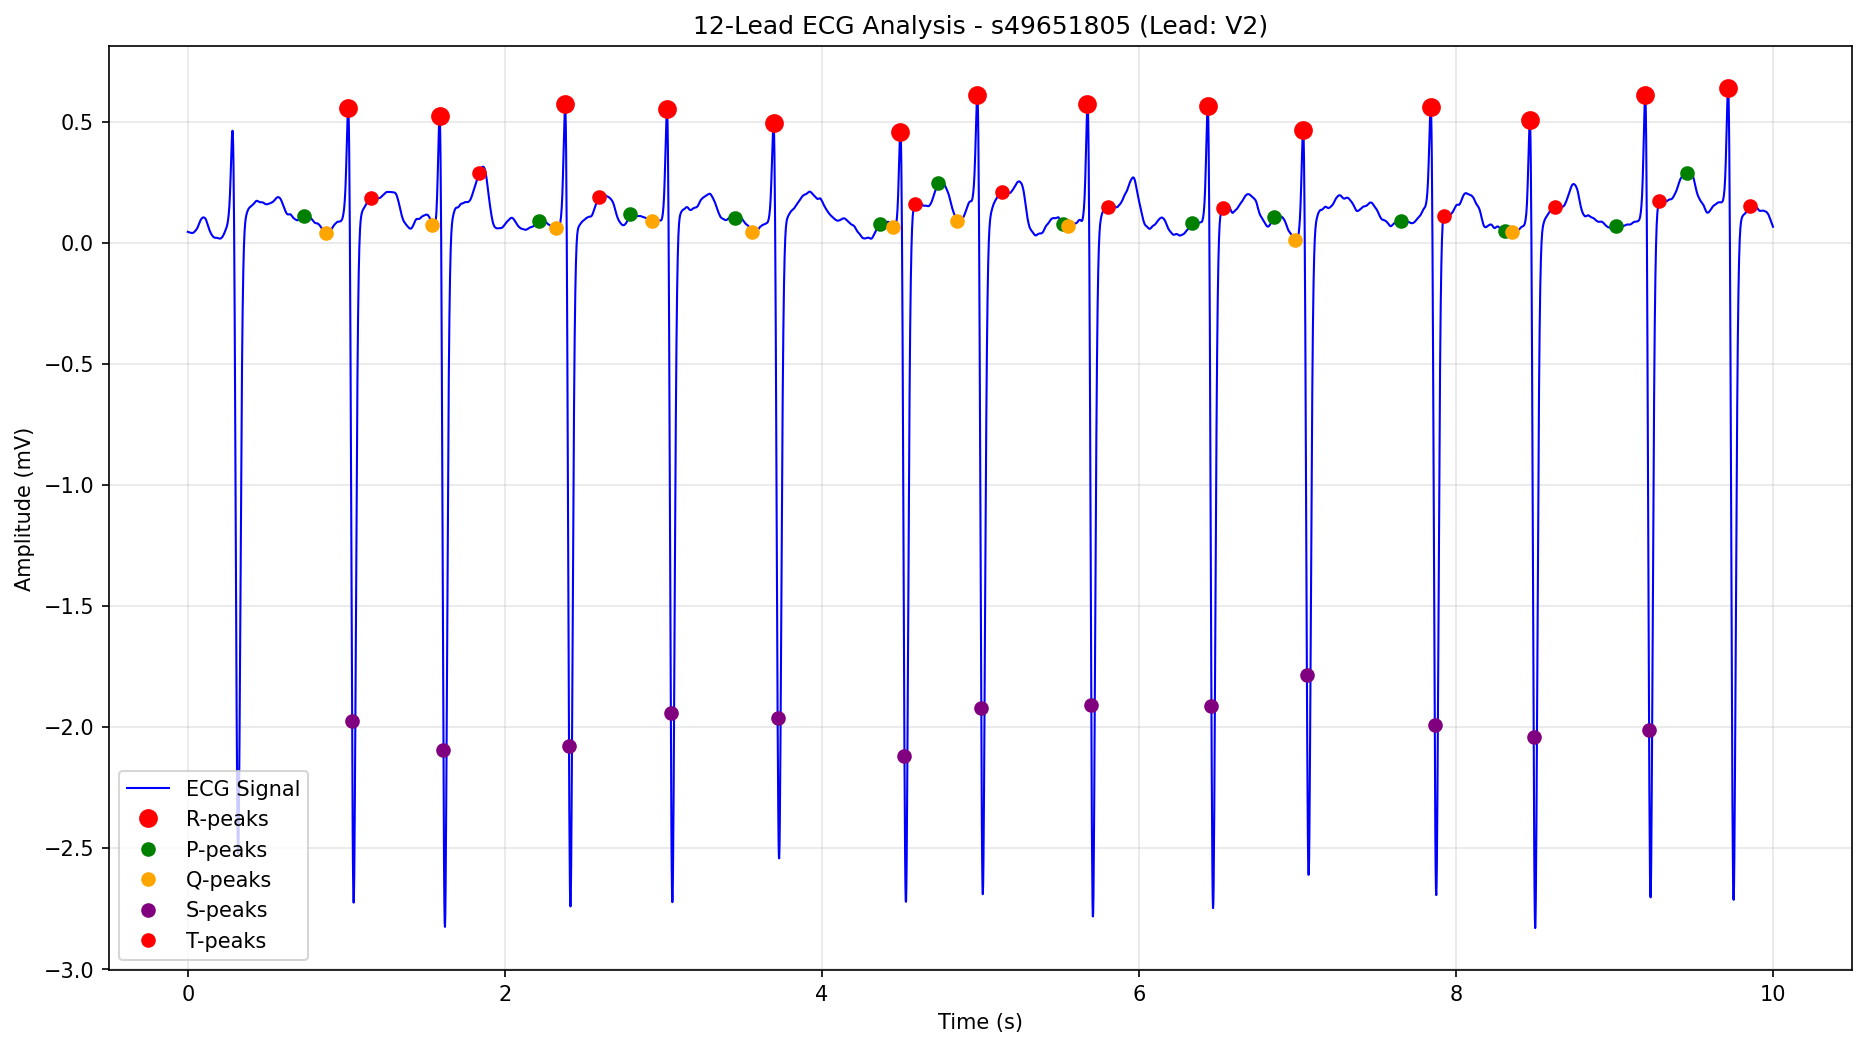 12-Lead ECG Analysis - s49651805 (Lead: V2)
Amplitude (mV)
0.5
0.0
−0.5
−1.0
−1.5
−2.0
−2.5
−3.0
ECG Signal
R-peaks
P-peaks
Q-peaks
S-peaks
T-peaks
0 2 4 6 8 10
Time (s)